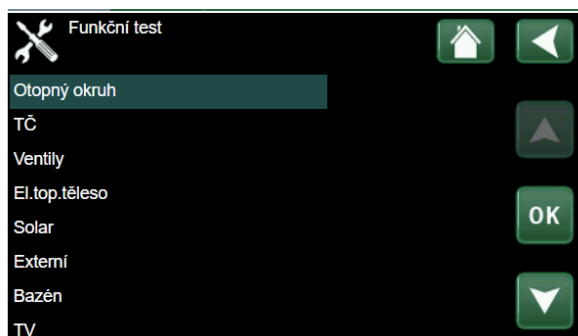 Funkční test
Otopný okruh
TČ
Ventily
El.top.těleso
OK
Solar
Externí
Bazén
TV